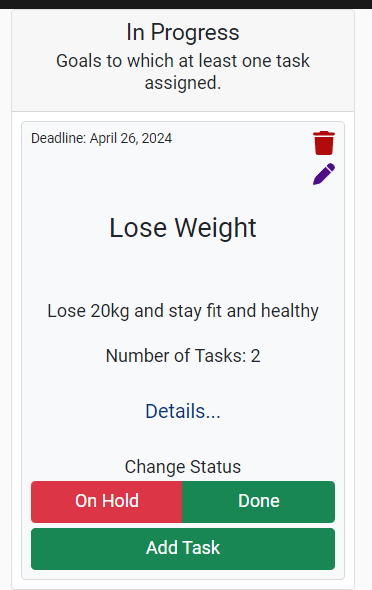 In Progress
Goals to which at least one task
assigned.
Deadline: April 26, 2024
Lose Weight
Lose 20kg and stay fit and healthy
Number of Tasks: 2
Details...
Change Status
On Hold Done
Add Task